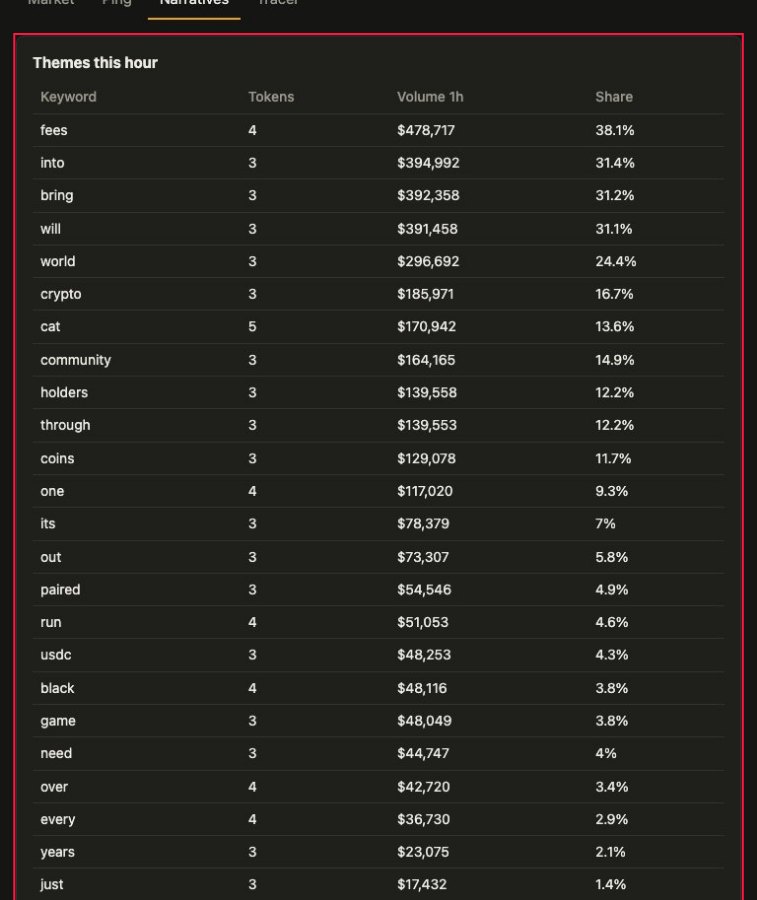 Market Ping Narratives Tracer
Themes this hour
Keyword Tokens Volume 1h Share
fees 4 $478,717 38.1%
into 3 $394,992 31.4%
bring 3 $392,358 31.2%
will 3 $391,458 31.1%
world 3 $296,692 24.4%
crypto 3 $185,971 16.7%
cat 5 $170,942 13.6%
community 3 $164,165 14.9%
holders 3 $139,558 12.2%
through 3 $139,553 12.2%
coins 3 $129,078 11.7%
one 4 $117,020 9.3%
its 3 $78,379 7%
out 3 $73,307 5.8%
paired 3 $54,546 4.9%
run 4 $51,053 4.6%
usdc 3 $48,253 4.3%
black 4 $48,116 3.8%
game 3 $48,049 3.8%
need 3 $44,747 4%
over 4 $42,720 3.4%
every 4 $36,730 2.9%
years 3 $23,075 2.1%
just 3 $17,432 1.4%